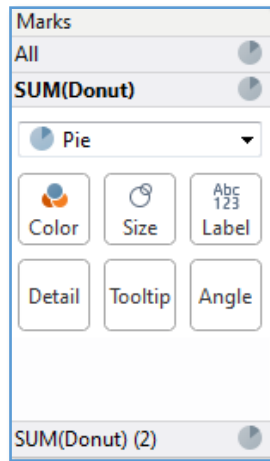 Marks
All
SUM(Donut)
Pie
Abc
123
Color Size Label
Detail Tooltip Angle
SUM(Donut) (2)